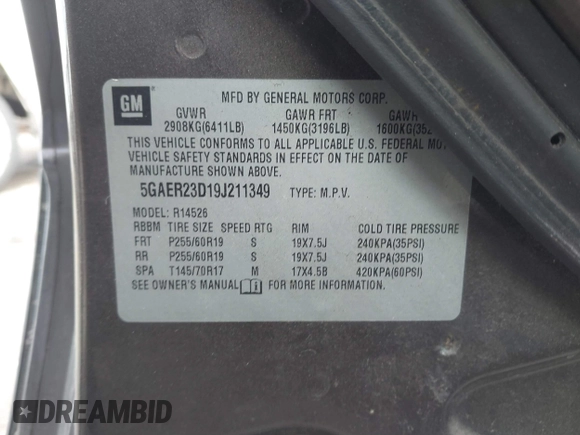 GM
MFD BY GENERAL MOTORS CORP.
GVWR GAWR FRT GAWR
2908KG(6411LB) 1450KG(3196LB) 1600KG(352
THIS VEHICLE CONFORMS TO ALL APPLICABLE U.S. FEDERAL MOT
VEHICLE SAFETY STANDARDS IN EFFECT ON THE DATE OF
MANUFACTURE SHOWN ABOVE.
5GAER23D19J211349 TYPE: M.P.V.
MODEL: R14526
RBBM TIRE SIZE SPEED RTG RIM COLD TIRE PRESSURE
FRT P255/60R19 S 19X7.5J 240KPA(35PSI)
RR P255/60R19 S 19X7.5J 240KPA(35PSI)
SPA T145/70R17 M 17X4.5B 420KPA(60PSI)
SEE OWNER'S MANUAL FOR MORE INFORMATION.
DREAMBID